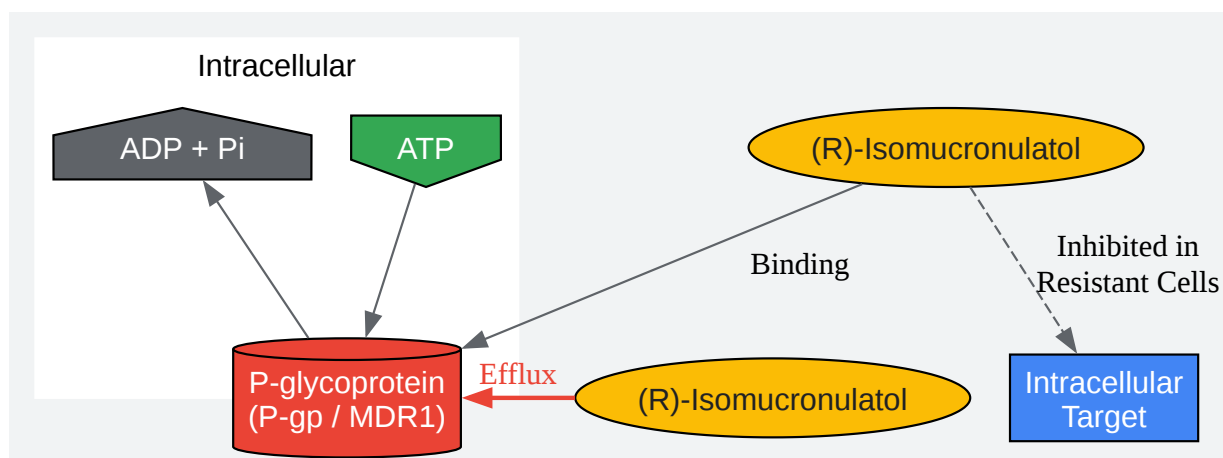 Intracellular
ADP + Pi
ATP
(R)-Isomucronulatol
Binding
Inhibited in
Resistant Cells
P-glycoprotein
(P-gp / MDR1)
Efflux
(R)-Isomucronulatol
Intracellular
Target